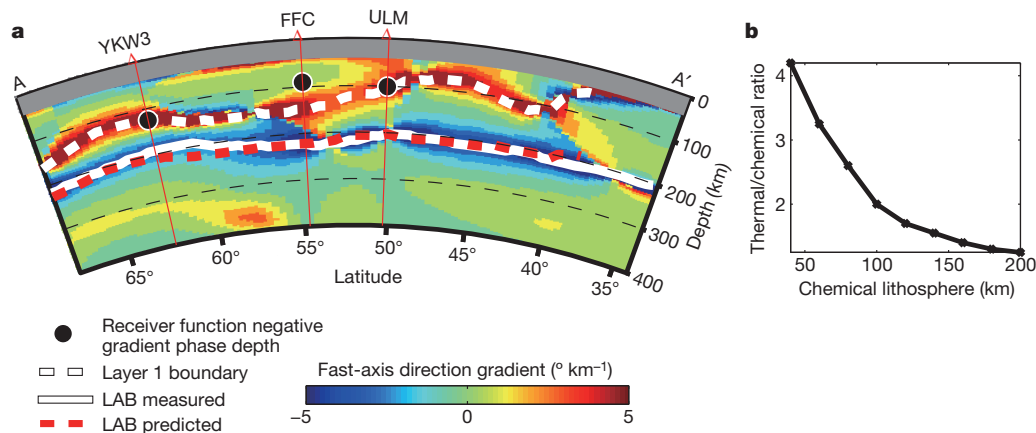 a
YKW3
FFC
ULM
A
A′
0
100
200
300
400
Depth (km)
65°
60°
55°
50°
45°
40°
35°
Latitude
Receiver function negative
gradient phase depth
Layer 1 boundary
LAB measured
LAB predicted
Fast-axis direction gradient (° km⁻¹)
−5
0
5
b
Thermal/chemical ratio
4
3
2
50
100
150
200
Chemical lithosphere (km)